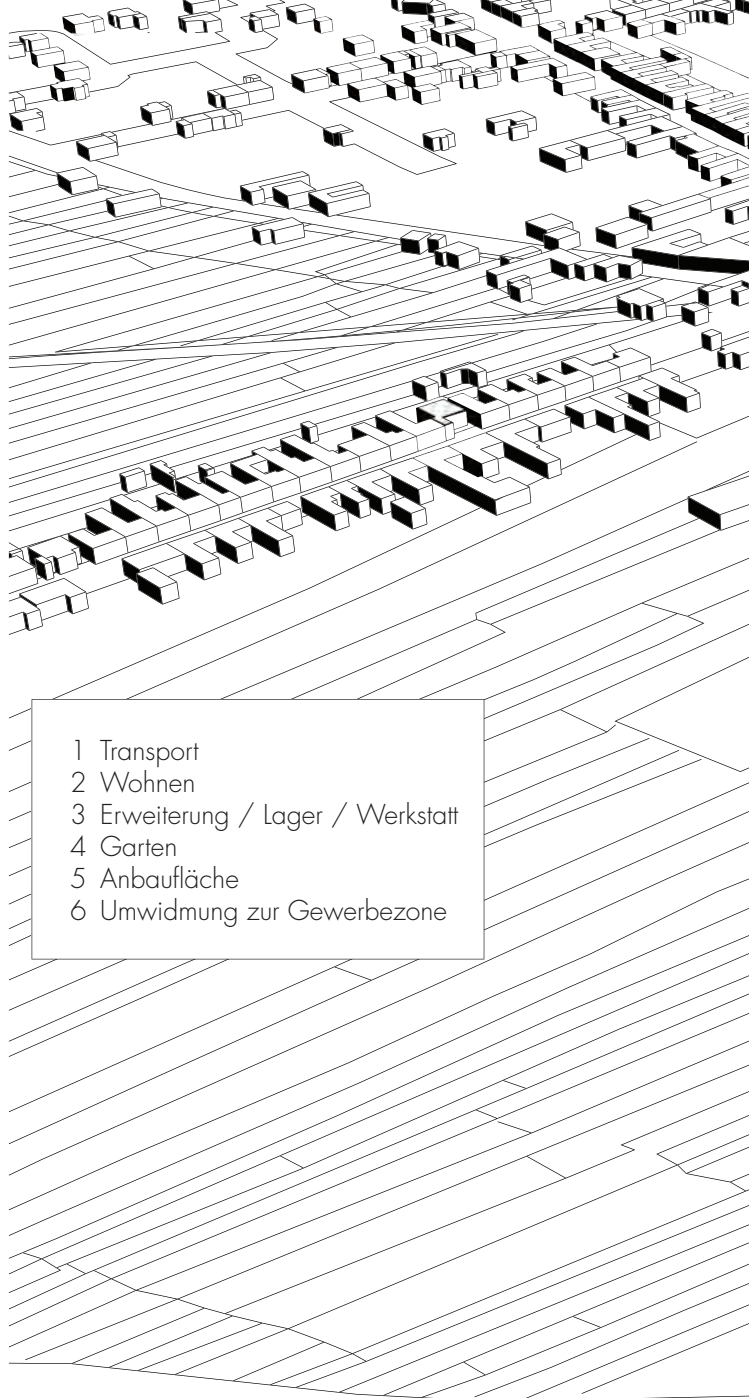 1 Transport
2 Wohnen
3 Erweiterung / Lager / Werkstatt
4 Garten
5 Anbaufläche
6 Umwidmung zur Gewerbezone